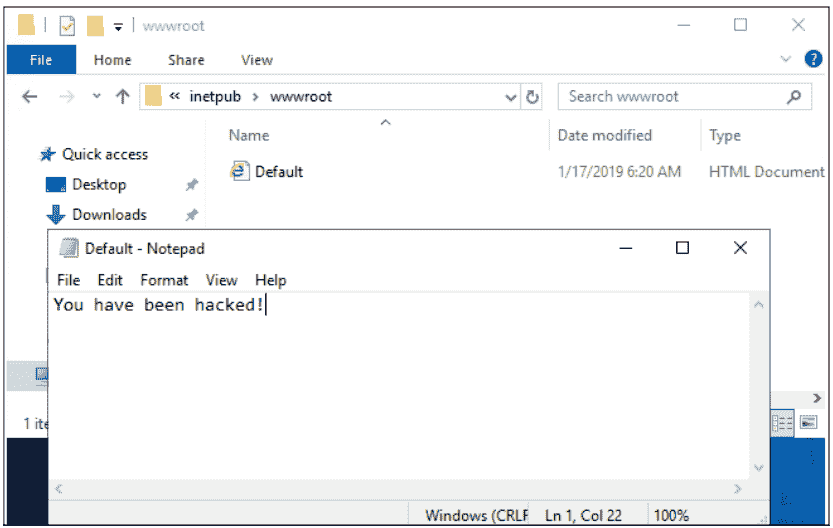 wwwroot
File Home Share View
« inetpub > wwwroot Search wwwroot
Name Date modified Type
Quick access
Default 1/17/2019 6:20 AM HTML Document
Desktop
Downloads
Default - Notepad
File Edit Format View Help
You have been hacked!
1 ite
Windows (CRLF Ln 1, Col 22 100%